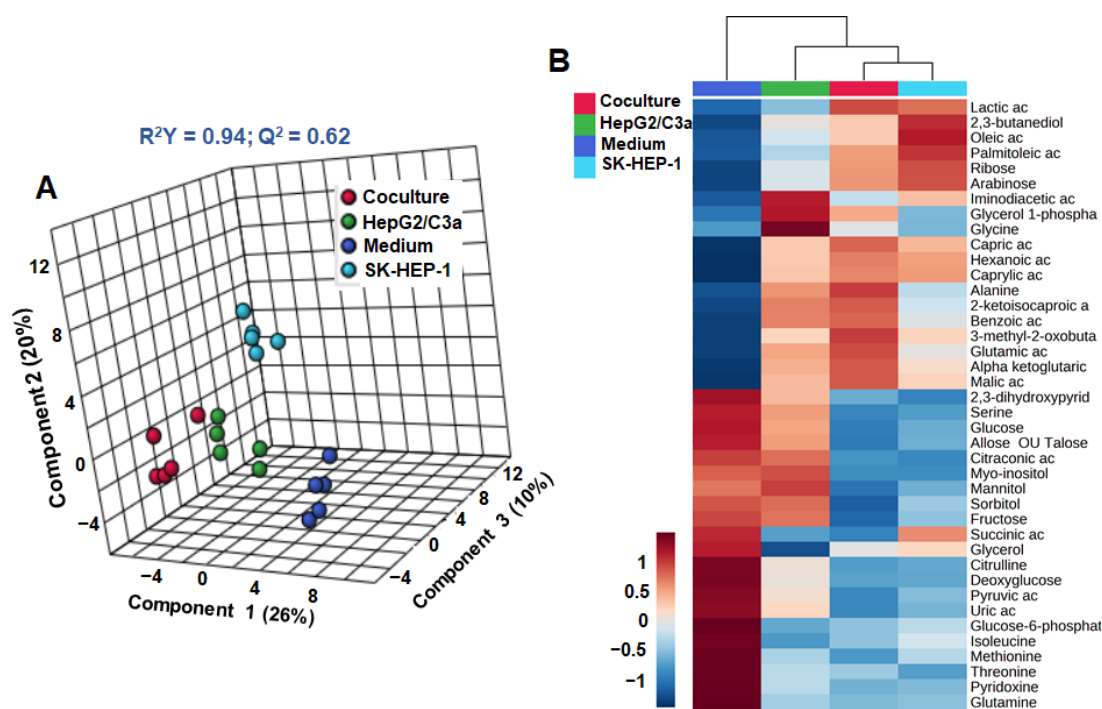 R²Y = 0.94; Q² = 0.62
A
Coculture
HepG2/C3a
Medium
SK-HEP-1
12
8
4
0
−4
Component 2 (20%)
−4
0
4
8
Component 1 (26%)
−4
0
4
8
12
Component 3 (10%)
B
Coculture
HepG2/C3a
Medium
SK-HEP-1
Lactic ac
2,3-butanediol
Oleic ac
Palmitoleic ac
Ribose
Arabinose
Iminodiacetic ac
Glycerol 1-phospha
Glycine
Capric ac
Hexanoic ac
Caprylic ac
Alanine
2-ketoisocaproic a
Benzoic ac
3-methyl-2-oxobuta
Glutamic ac
Alpha ketoglutaric
Malic ac
2,3-dihydroxypyrid
Serine
Glucose
Allose OU Talose
Citraconic ac
Myo-inositol
Mannitol
Sorbitol
Fructose
Succinic ac
Glycerol
Citrulline
Deoxyglucose
Pyruvic ac
Uric ac
Glucose-6-phosphat
Isoleucine
Methionine
Threonine
Pyridoxine
Glutamine
1
0.5
0
−0.5
−1